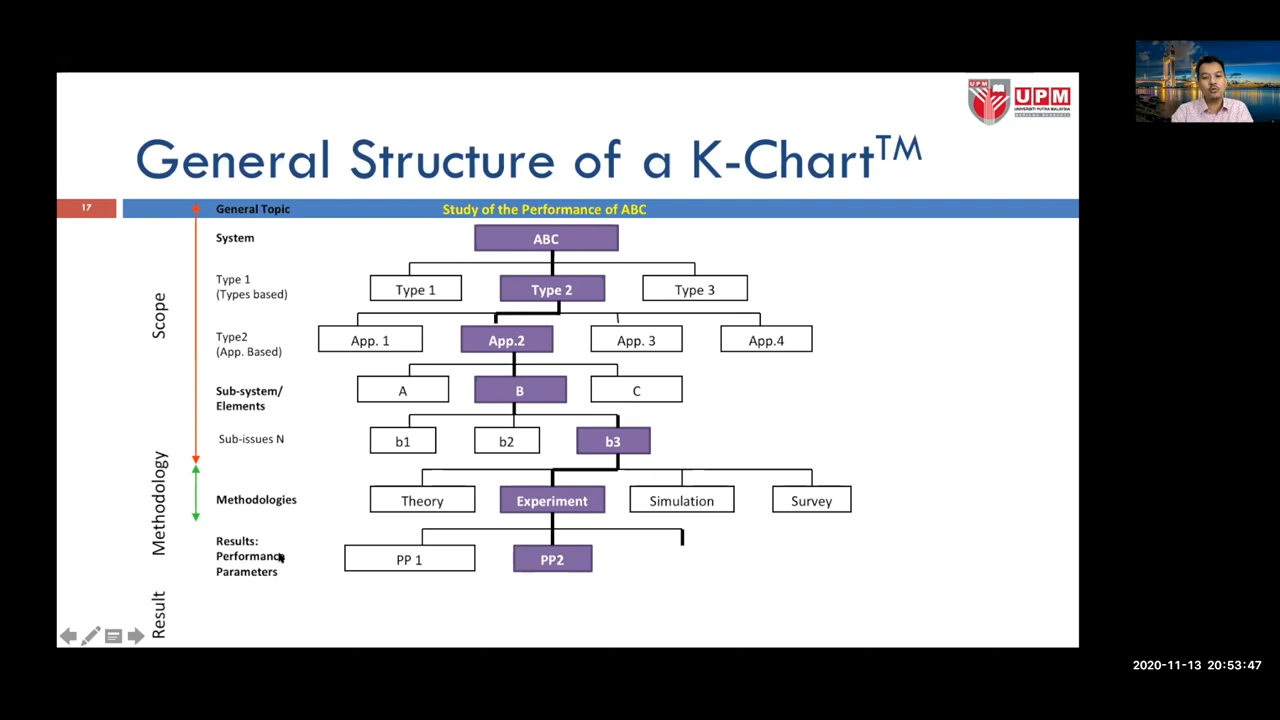 UPM
UPM
UNIVERSITI PUTRA MALAYSIA
General Structure of a K-Chart™
17
General Topic
Study of the Performance of ABC
System
ABC
Type 1
(Types based)
Type 1
Type 2
Type 3
Type2
(App. Based)
App. 1
App.2
App. 3
App.4
Sub-system/
Elements
A
B
C
Sub-issues N
b1
b2
b3
Methodologies
Theory
Experiment
Simulation
Survey
Results:
Performance
Parameters
PP 1
PP2
Scope
Methodology
Result
2020-11-13 20:53:47